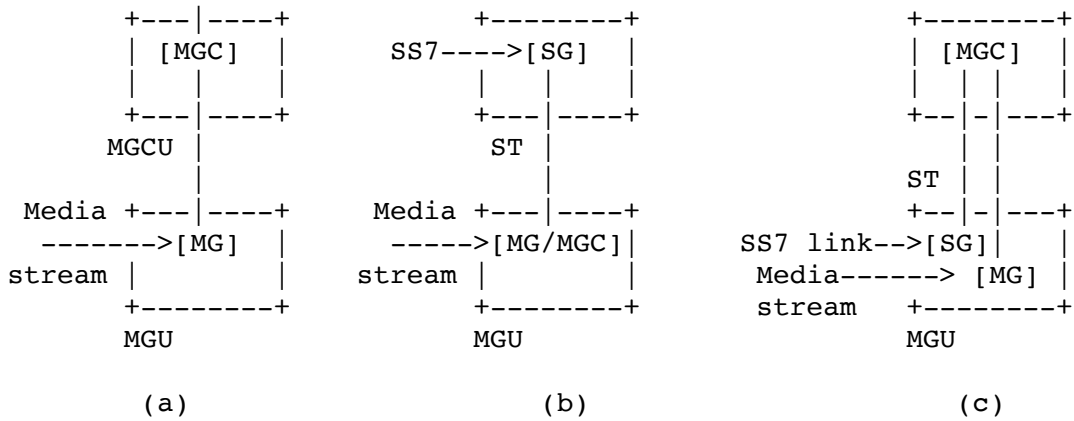 +---|----+          +--------+                  +--------+
     | [MGC]  |    SS7---->[SG]  |                  | [MGC]  |
     |   |    |          |   |    |                  |  | |   |
     +---|----+          +---|----+                  +--|-|---+
    MGCU |                ST |                          | |
         |                   |                       ST | |
Media +---|----+    Media +---|----+                 +--|-|---+
 ------->[MG]  |     ----->[MG/MGC]|      SS7 link-->[SG]|    |
stream |       |    stream |       |       Media------> [MG] |
     +--------+          +--------+        stream    +--------+
     MGU                 MGU                         MGU
      (a)                    (b)                        (c)